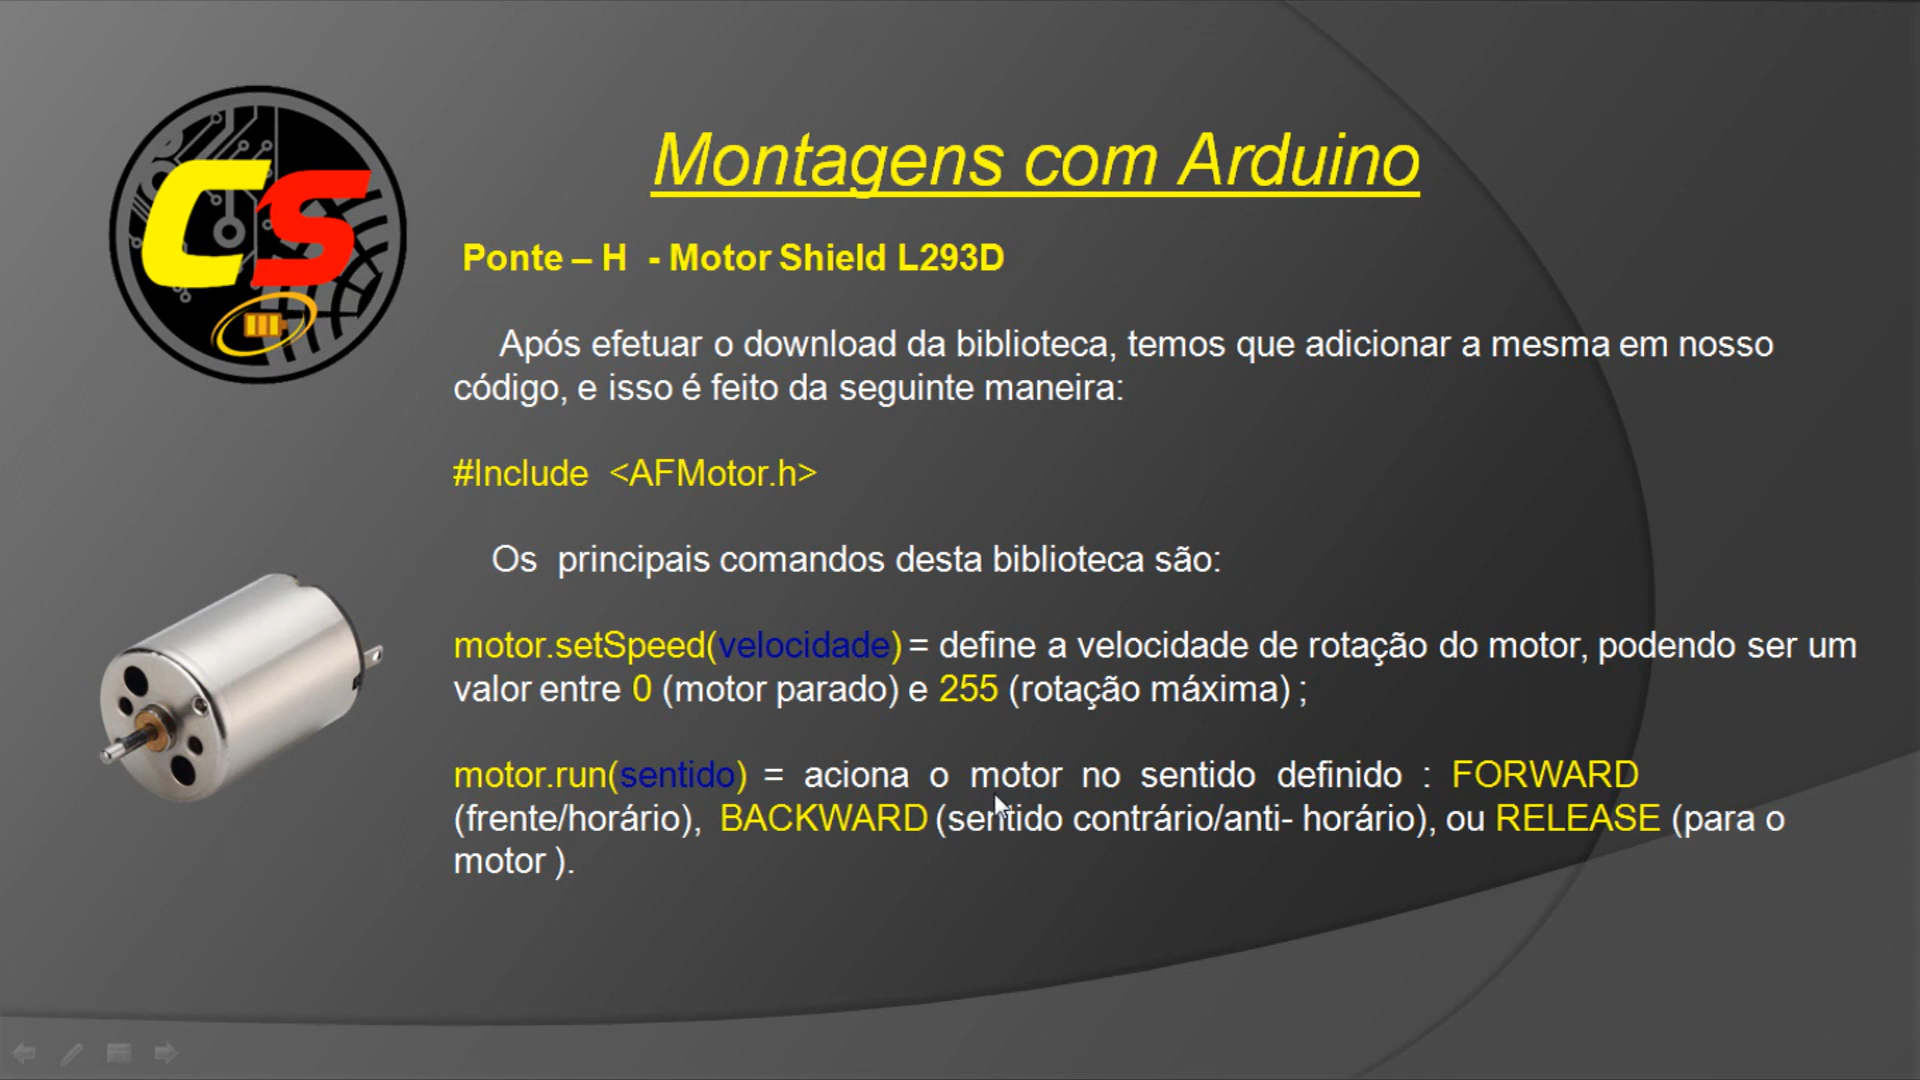 CS
Montagens com Arduino
Ponte – H - Motor Shield L293D
Após efetuar o download da biblioteca, temos que adicionar a mesma em nosso
código, e isso é feito da seguinte maneira:
#Include <AFMotor.h>
Os principais comandos desta biblioteca são:
motor.setSpeed(velocidade) = define a velocidade de rotação do motor, podendo ser um
valor entre 0 (motor parado) e 255 (rotação máxima) ;
motor.run(sentido) = aciona o motor no sentido definido : FORWARD
(frente/horário), BACKWARD (sentido contrário/anti- horário), ou RELEASE (para o
motor ).